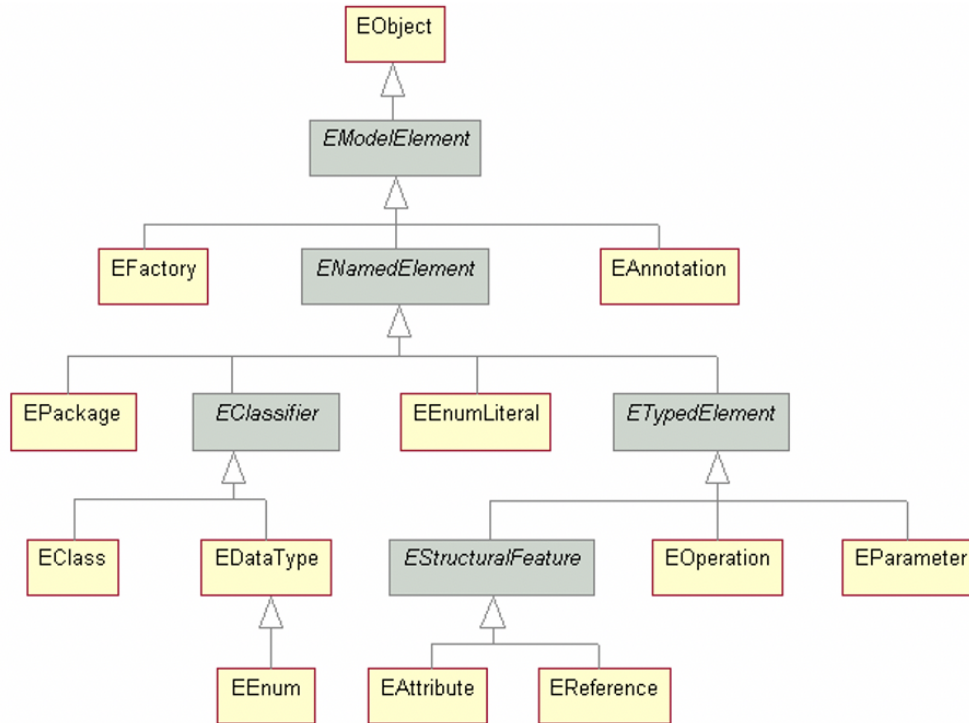 EObject
EModelElement
EFactory
ENamedElement
EAnnotation
EPackage
EClassifier
EEnumLiteral
ETypedElement
EClass
EDataType
EStructuralFeature
EOperation
EParameter
EEnum
EAttribute
EReference